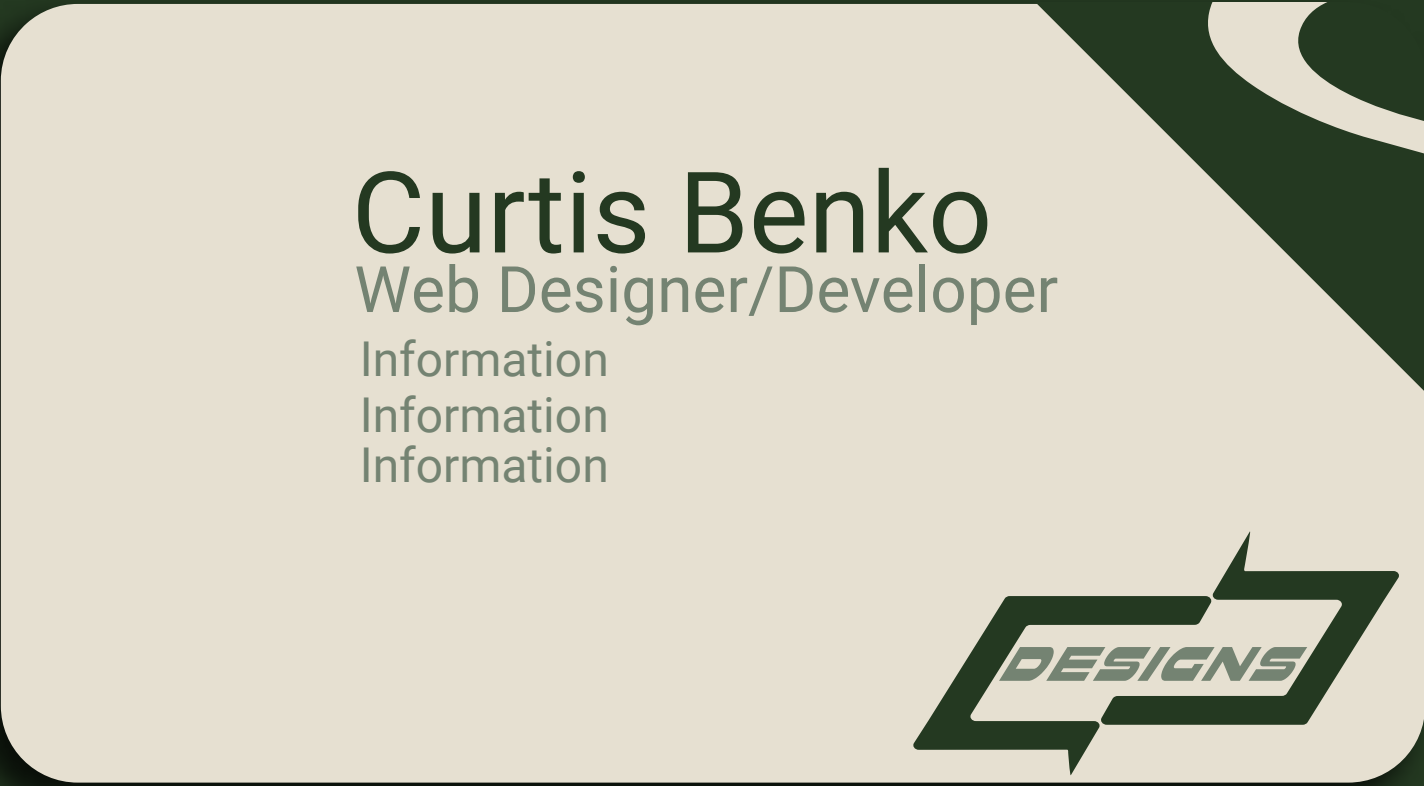 Curtis Benko
Web Designer/Developer
Information
Information
Information
DESIGNS